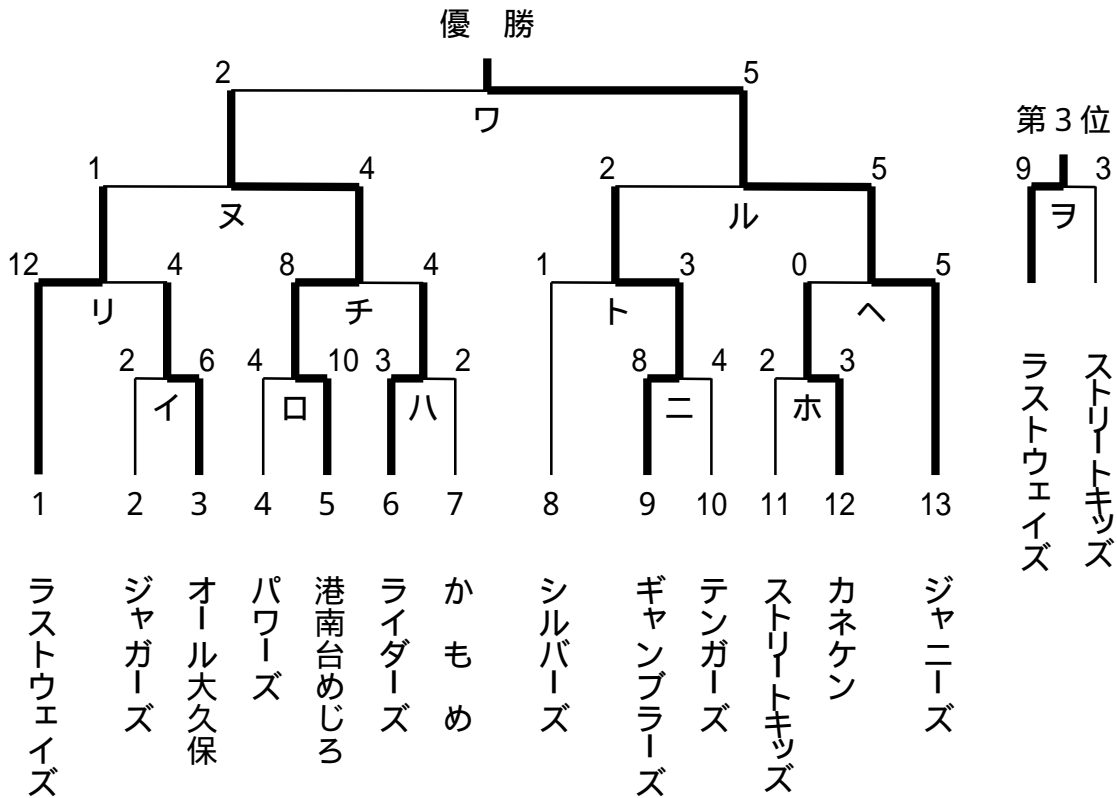 優 勝
2 5
ワ
第3位
1 4 2 5 9 3
ヌ ル ヲ
12 4 8 4 1 3 0 5
リ チ ト ヘ
2 6 4 10 3 2 8 4 2 3
イ ロ ハ ニ ホ
ラストウェイズ
ストリートキッズ
1 2 3 4 5 6 7 8 9 10 11 12 13
ラストウェイズ
ジャガーズ
オール大久保
パワーズ
港南台めじろ
ライダーズ
かもめ
シルバーズ
ギャンブラーズ
テンガーズ
ストリートキッズ
カネケン
ジャニーズ